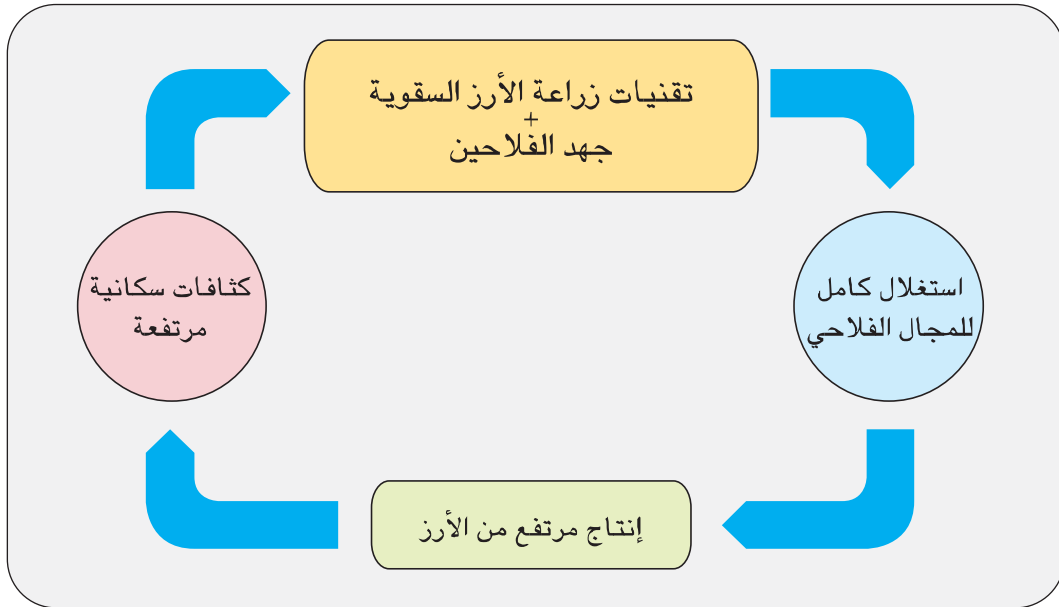 تقنيات زراعة الأرز السقوية
+
جهد الفلاحين
استغلال كامل
للمجال الفلاحي
إنتاج مرتفع من الأرز
كثافات سكانية
مرتفعة